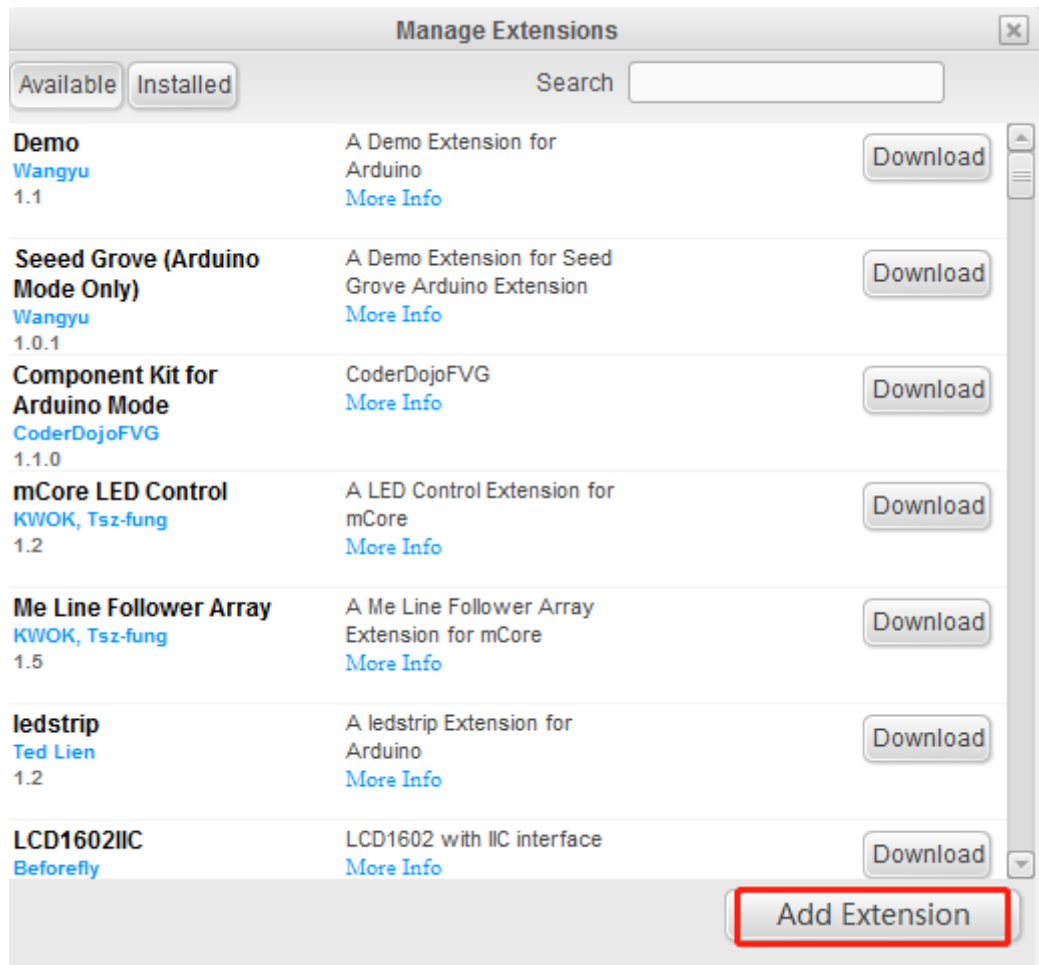 Manage Extensions
Available Installed Search
Demo
Wangyu
1.1
A Demo Extension for
Arduino
More Info
Download
Seeed Grove (Arduino
Mode Only)
Wangyu
1.0.1
A Demo Extension for Seed
Grove Arduino Extension
More Info
Download
Component Kit for
Arduino Mode
CoderDojoFVG
1.1.0
CoderDojoFVG
More Info
Download
mCore LED Control
KWOK, Tsz-fung
1.2
A LED Control Extension for
mCore
More Info
Download
Me Line Follower Array
KWOK, Tsz-fung
1.5
A Me Line Follower Array
Extension for mCore
More Info
Download
ledstrip
Ted Lien
1.2
A ledstrip Extension for
Arduino
More Info
Download
LCD1602IIC
Beforefly
LCD1602 with IIC interface
More Info
Download
Add Extension